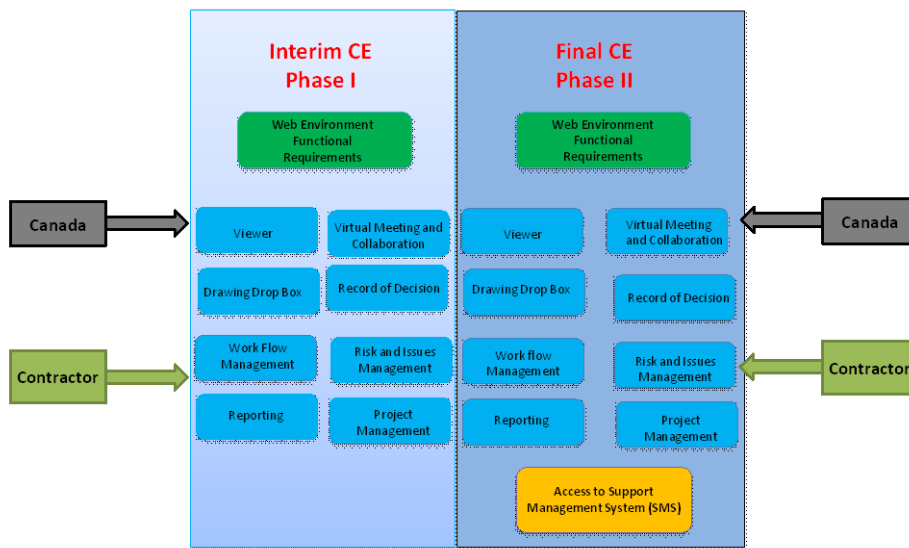 Interim CE
Phase I
Web Environment
Functional
Requirements
Canada
Viewer
Virtual Meeting and
Collaboration
Drawing Drop Box
Record of Decision
Contractor
Work Flow
Management
Risk and Issues
Management
Reporting
Project
Management
Final CE
Phase II
Web Environment
Functional
Requirements
Viewer
Virtual Meeting
and Collaboration
Canada
Drawing Drop Box
Record of Decision
Work flow
Management
Risk and Issues
Management
Contractor
Reporting
Project
Management
Access to Support
Management System (SMS)